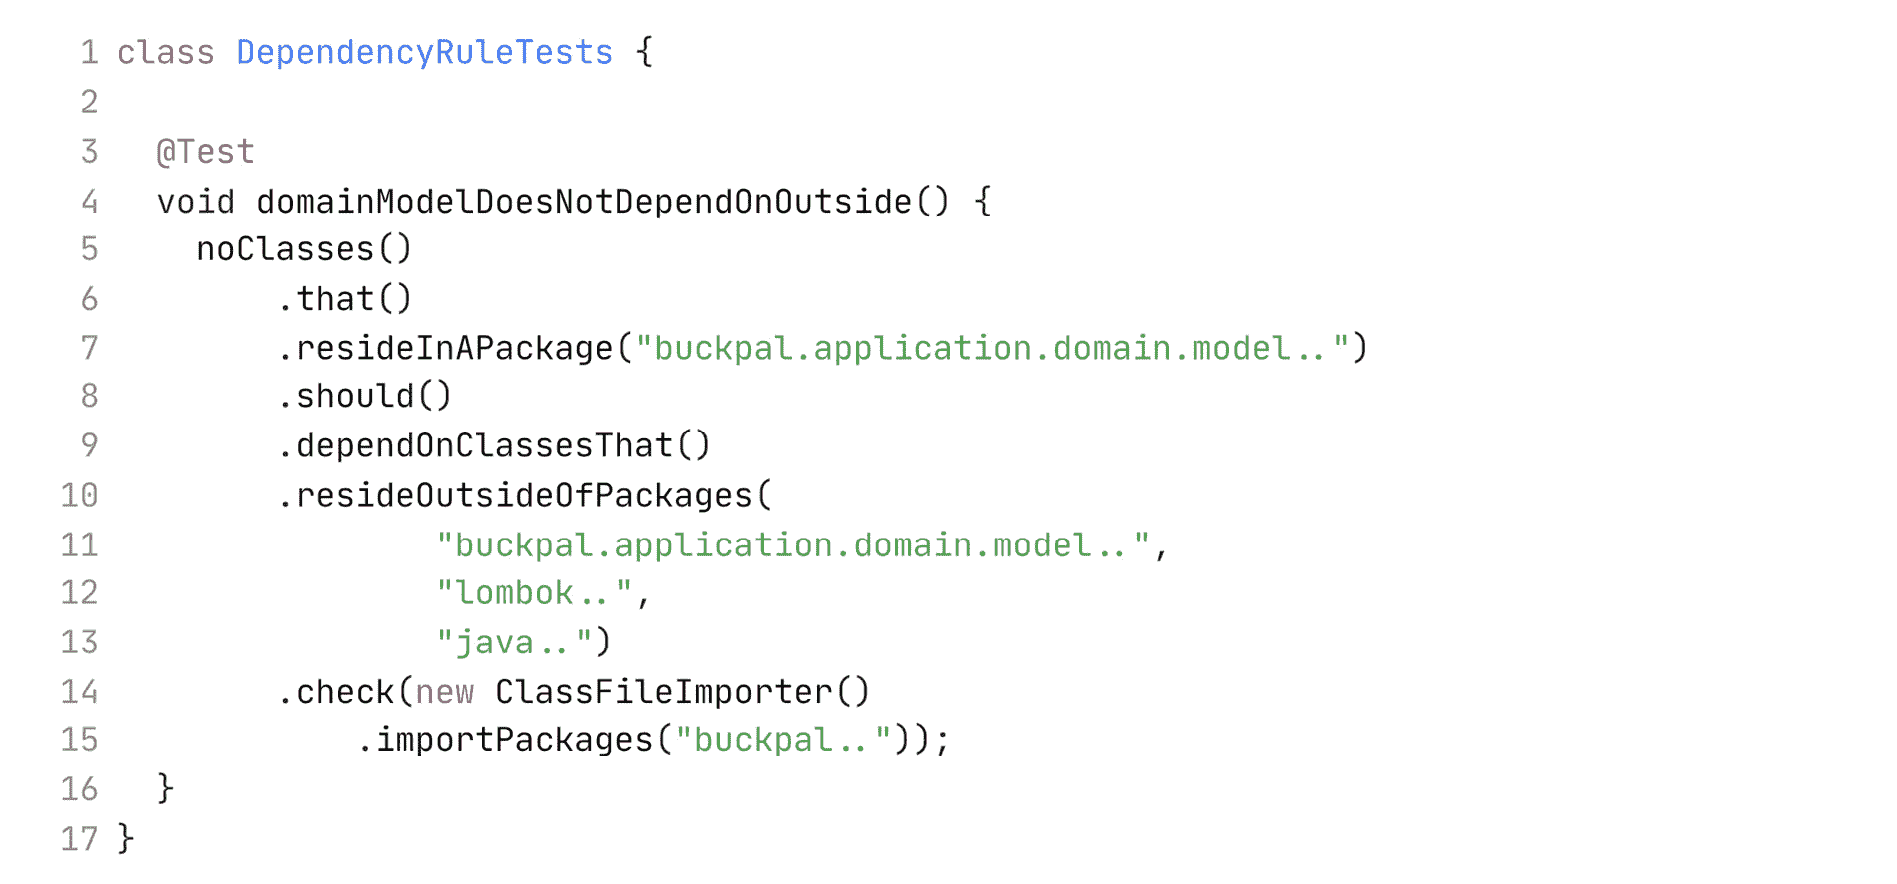 1 class DependencyRuleTests {
2
3   @Test
4   void domainModelDoesNotDependOnOutside() {
5     noClasses()
6         .that()
7         .resideInAPackage("buckpal.application.domain.model..")
8         .should()
9         .dependOnClassesThat()
10         .resideOutsideOfPackages(
11                 "buckpal.application.domain.model..",
12                 "lombok..",
13                 "java..")
14         .check(new ClassFileImporter()
15             .importPackages("buckpal.."));
16   }
17 }